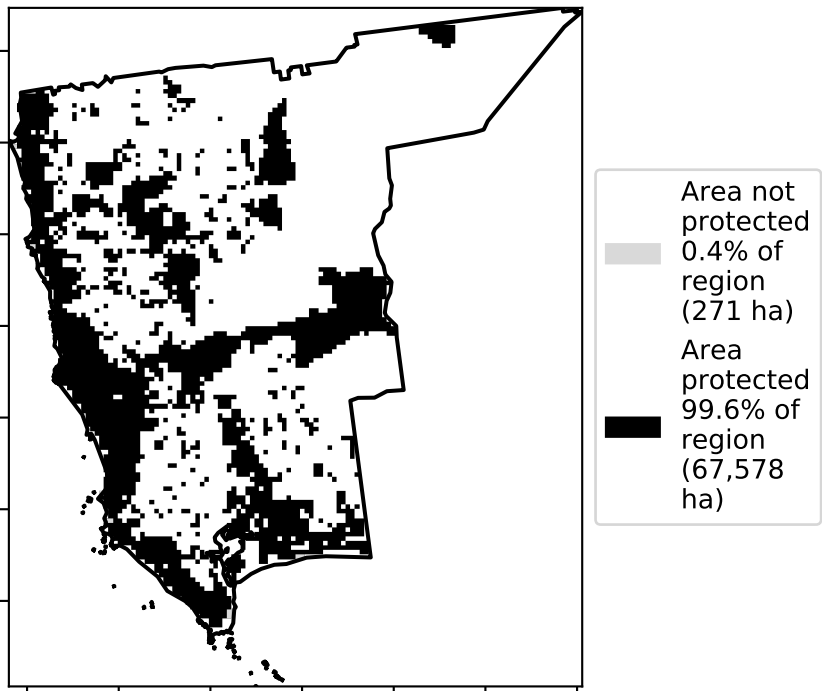 Area not
protected
0.4% of
region
(271 ha)
Area
protected
99.6% of
region
(67,578
ha)